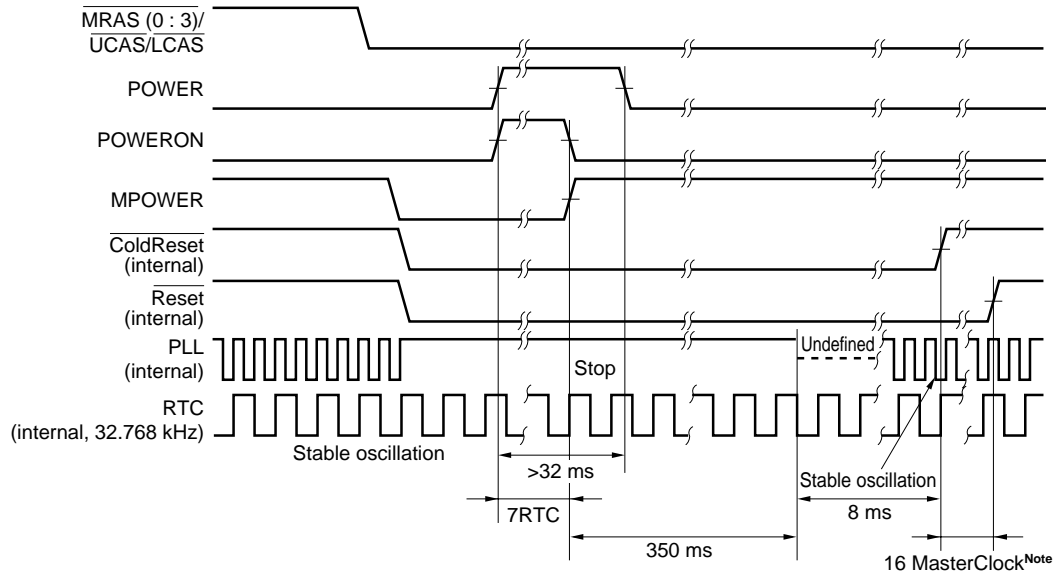 MRAS (0 : 3)/
UCAS/LCAS
POWER
POWERON
MPOWER
ColdReset
(internal)
Reset
(internal)
PLL
(internal)
Undefined
Stop
RTC
(internal, 32.768 kHz)
Stable oscillation
>32 ms
Stable oscillation
7RTC
8 ms
350 ms
16 MasterClockNote